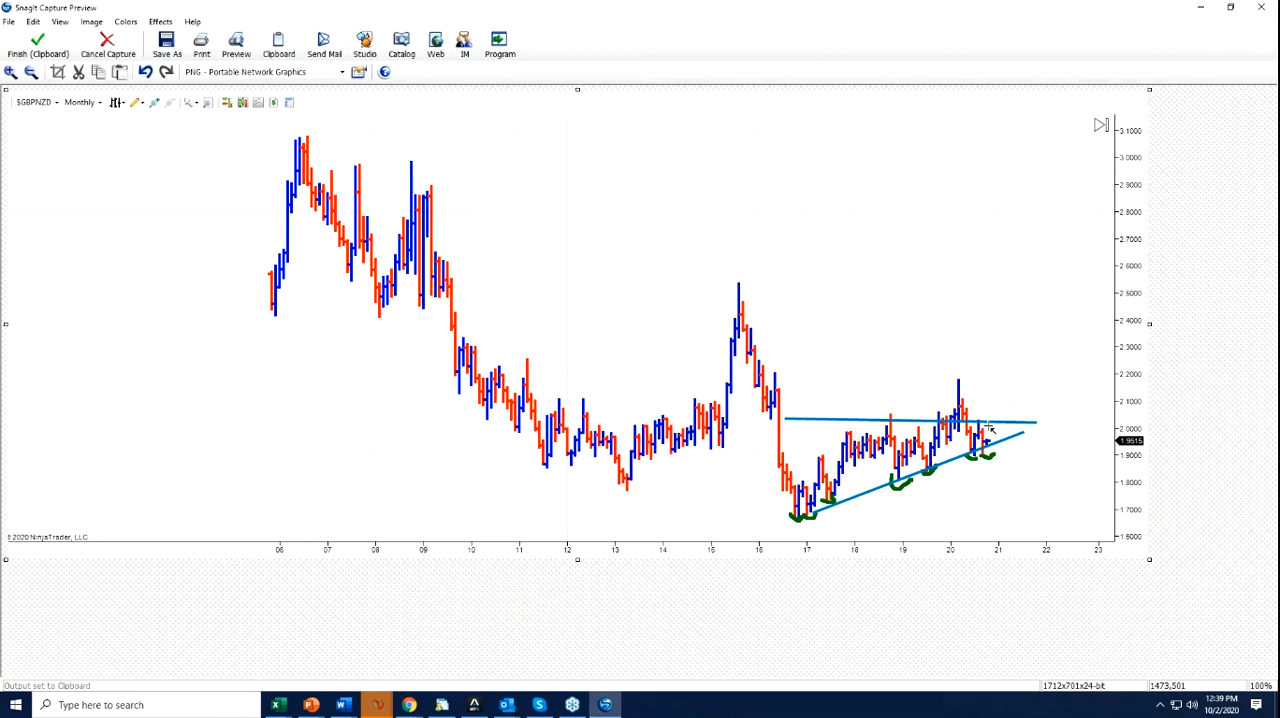 Snagit Capture Preview
File Edit View Image Colors Effects Help
Finish (Clipboard) Cancel Capture Save As Print Preview Clipboard Send Mail Studio Catalog Web IM Program
PNG - Portable Network Graphics
$GBPNZD Monthly
3.1000
3.0000
2.9000
2.8000
2.7000
2.6000
2.5000
2.4000
2.3000
2.2000
2.1000
2.0000
1.9515
1.9000
1.8000
1.7000
1.6000
© 2020 NinjaTrader, LLC
06 07 08 09 10 11 12 13 14 15 16 17 18 19 20 21 22 23
Output set to Clipboard 1712x701x24-bit 1473,501 100%
Type here to search
12:39 PM
10/2/2020